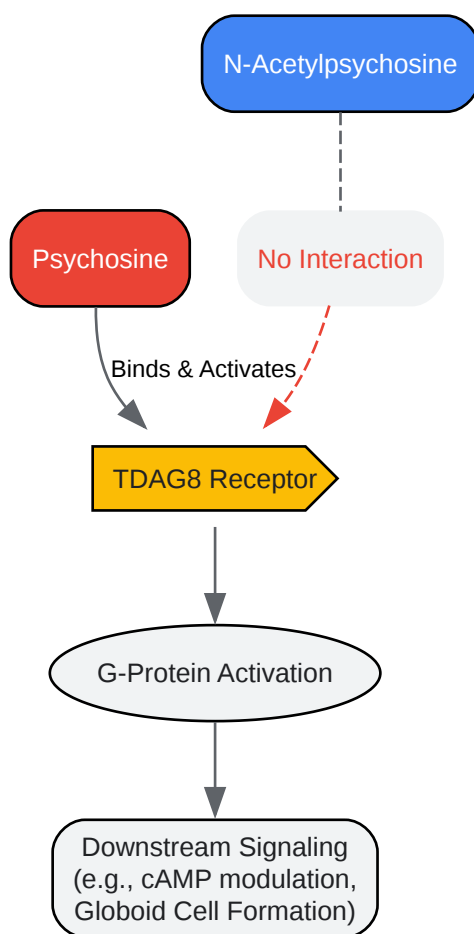 N-Acetylpsychosine
Psychosine
No Interaction
Binds & Activates
TDAG8 Receptor
G-Protein Activation
Downstream Signaling
(e.g., cAMP modulation,
Globoid Cell Formation)